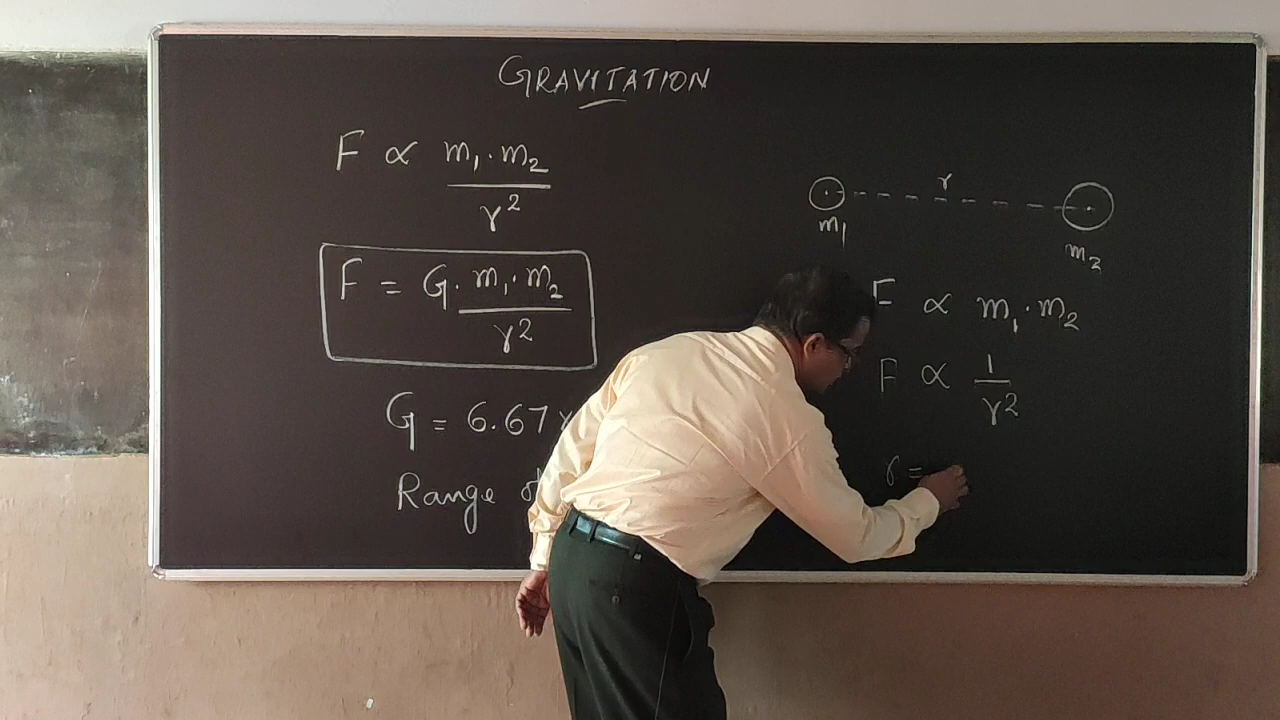 GRAVITATION
F ∝ m₁·m₂ / r²
F = G·m₁·m₂ / r²
G = 6.67 ×
Range
r
m₁
m₂
F ∝ m₁·m₂
F ∝ 1 / r²
r =